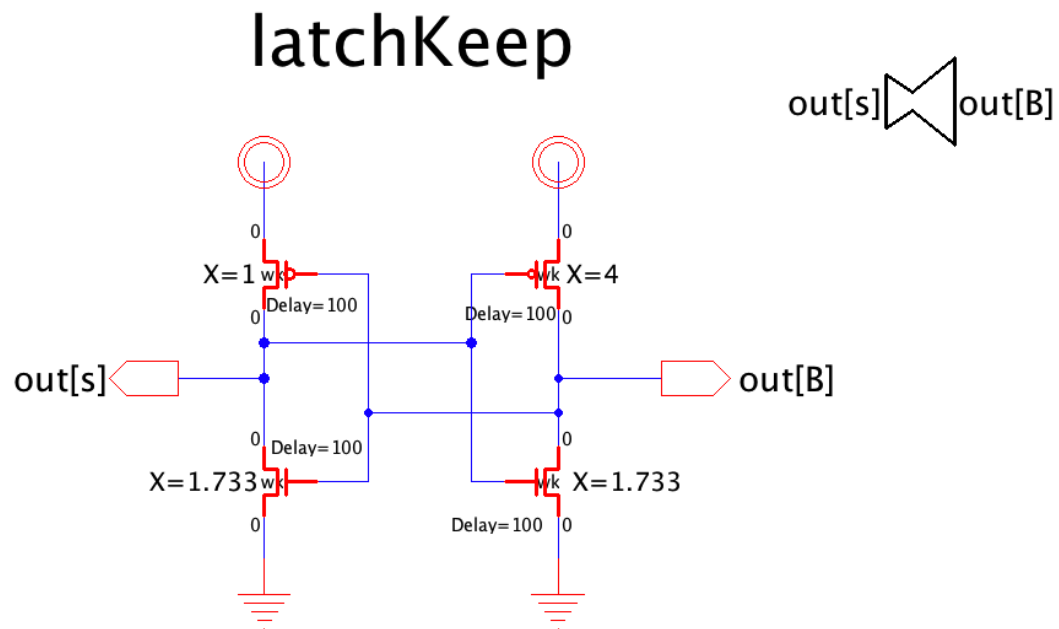 latchKeep
out[s]
out[B]
0
0
X=1
wk
wk
X=4
Delay=100
Delay=100
0
0
out[s]
out[B]
0
Delay=100
0
X=1.733
wk
wk
X=1.733
0
Delay=100
0